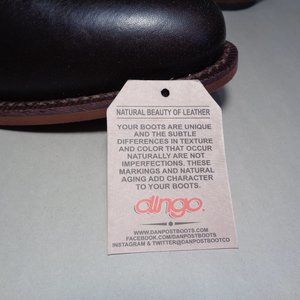 NATURAL BEAUTY OF LEATHER
YOUR BOOTS ARE UNIQUE
AND THE SUBTLE
DIFFERENCES IN TEXTURE
AND COLOR THAT OCCUR
NATURALLY ARE NOT
IMPERFECTIONS. THESE
MARKINGS AND NATURAL
AGING ADD CHARACTER
TO YOUR BOOTS.
dingo.
WWW.DANPOSTBOOTS.COM
FACEBOOK.COM/DANPOSTBOOTS
INSTAGRAM & TWITTER@DANPOSTBOOTCO